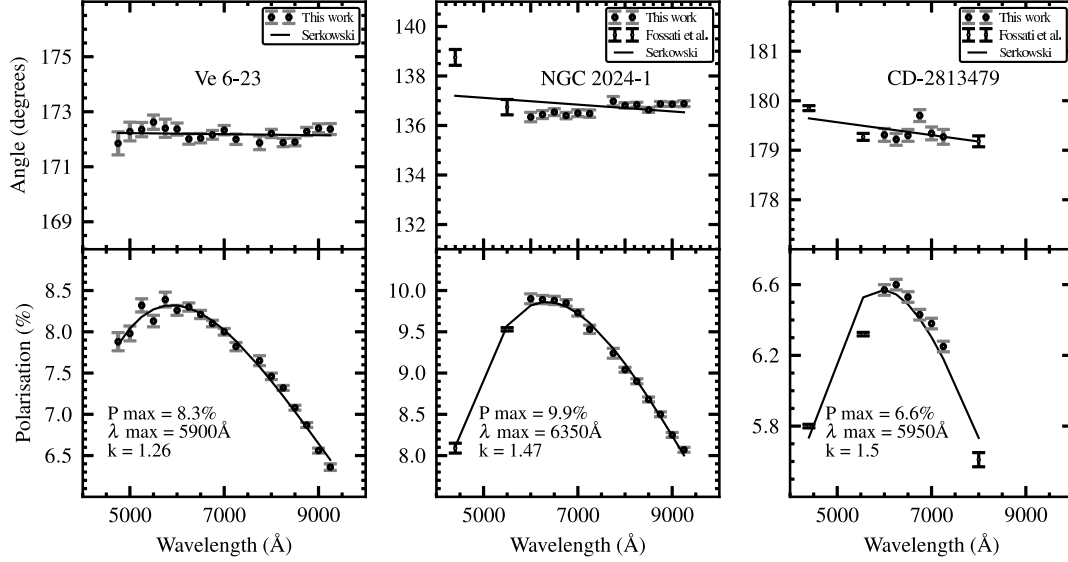 This work
Serkowski
Ve 6-23
Angle (degrees)
177
175
173
171
169
This work
Fossati et al.
Serkowski
NGC 2024-1
140
138
136
134
132
This work
Fossati et al.
Serkowski
CD-2813479
181
180
179
178
Polarisation (%)
8.5
8.0
7.5
7.0
6.5
P max = 8.3%
λ max = 5900Å
k = 1.26
5000 7000 9000
Wavelength (Å)
10.0
9.5
9.0
8.5
8.0
P max = 9.9%
λ max = 6350Å
k = 1.47
5000 7000 9000
Wavelength (Å)
6.6
6.2
5.8
P max = 6.6%
λ max = 5950Å
k = 1.5
5000 7000 9000
Wavelength (Å)